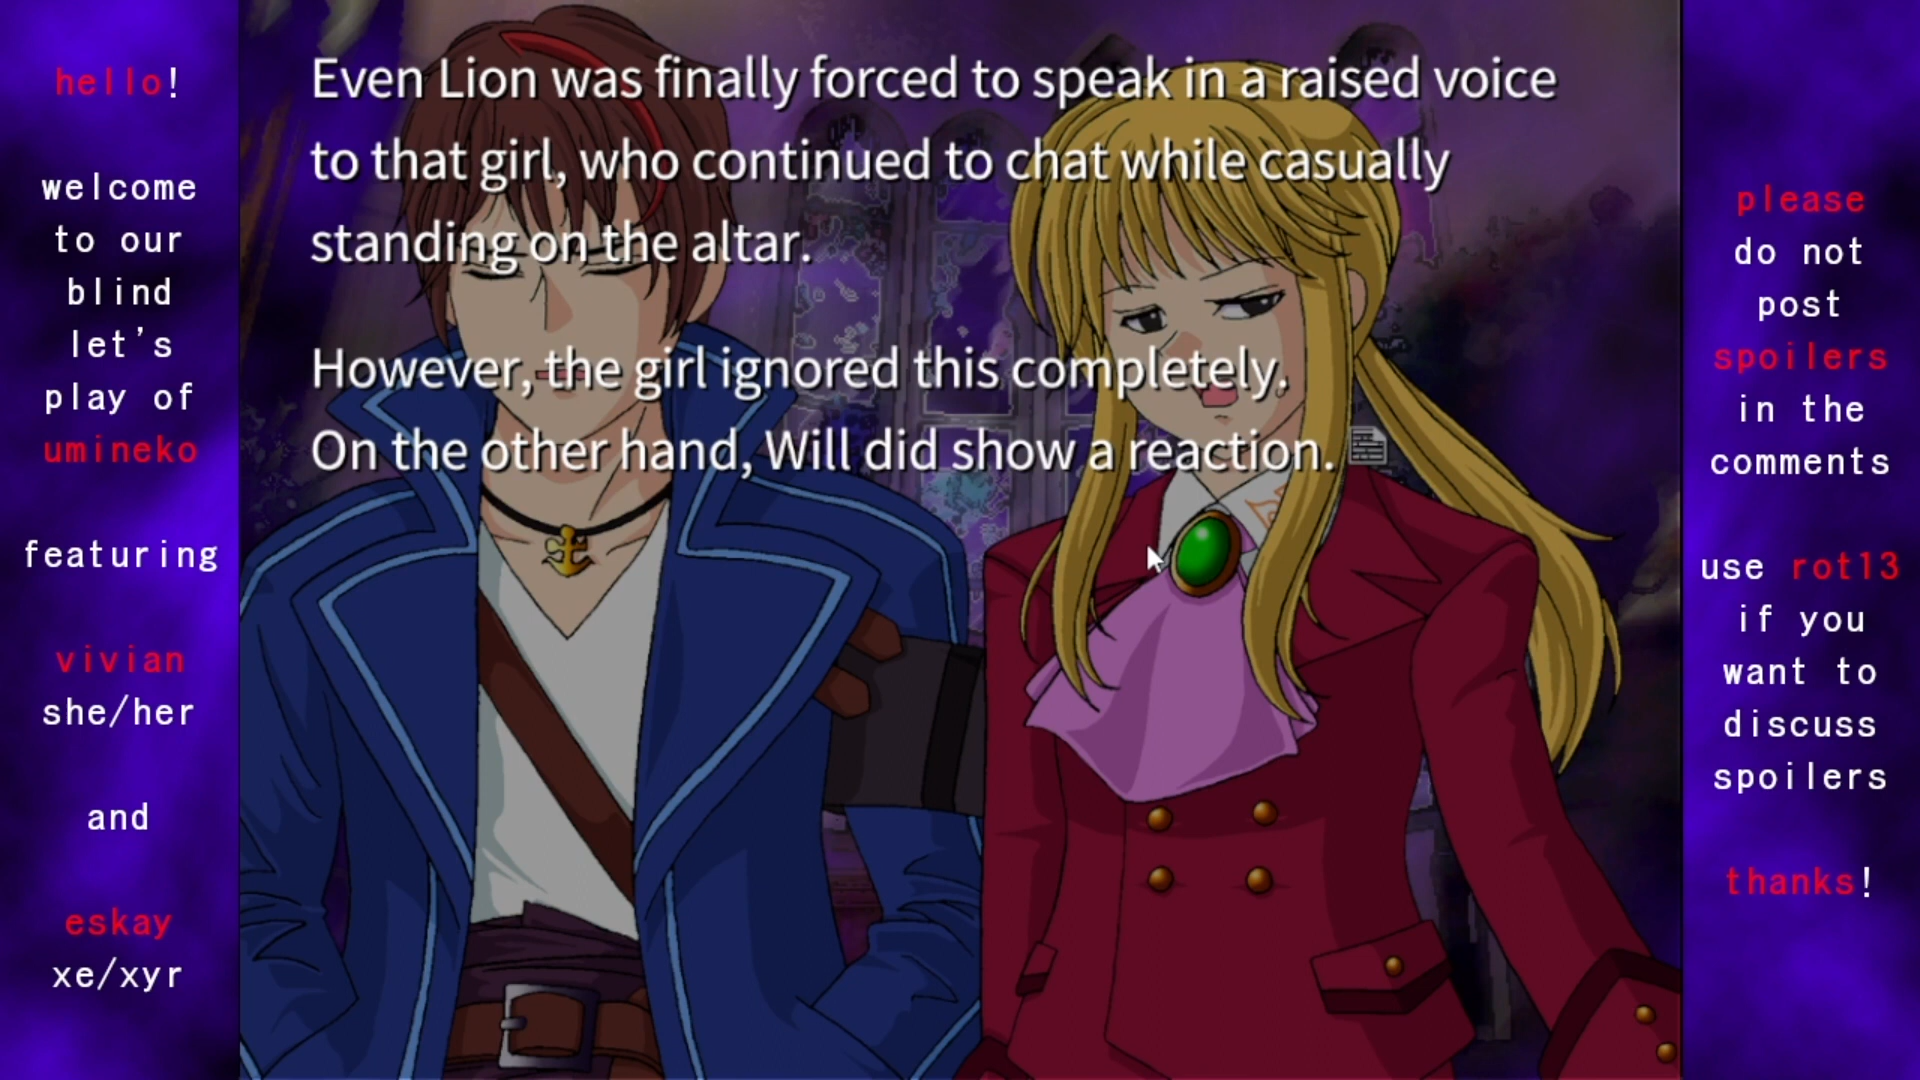 hello!
welcome
to our
blind
let's
play of
umineko
featuring
vivian
she/her
and
eskay
xe/xyr
Even Lion was finally forced to speak in a raised voice
to that girl, who continued to chat while casually
standing on the altar.
However, the girl ignored this completely.
On the other hand, Will did show a reaction.
please
do not
post
spoilers
in the
comments
use rot13
if you
want to
discuss
spoilers
thanks!